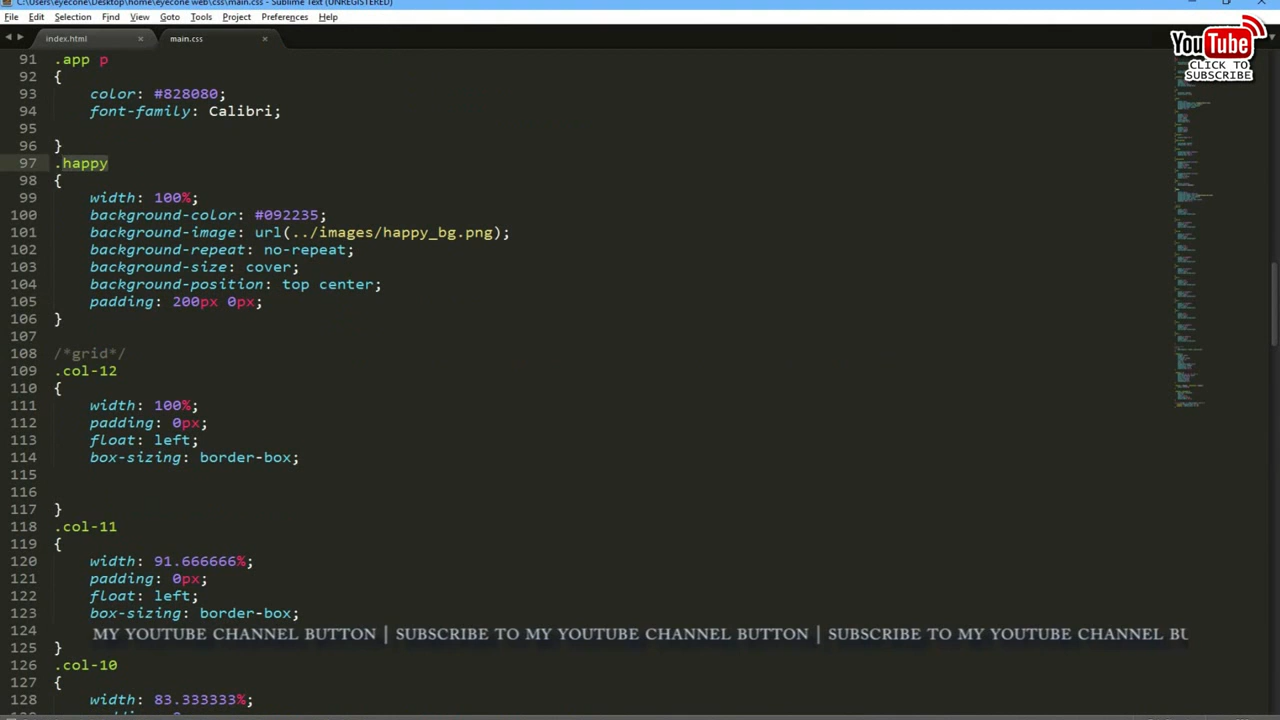 C:\Users\eyecone\Desktop\home\eyecone web\css\main.css - Sublime Text (UNREGISTERED)
File Edit Selection Find View Goto Tools Project Preferences Help
index.html × main.css ×
YouTube
CLICK TO
SUBSCRIBE
91 .app p
92 {
93 color: #828080;
94 font-family: Calibri;
95
96 }
97 .happy
98 {
99 width: 100%;
100 background-color: #092235;
101 background-image: url(../images/happy_bg.png);
102 background-repeat: no-repeat;
103 background-size: cover;
104 background-position: top center;
105 padding: 200px 0px;
106 }
107
108 /*grid*/
109 .col-12
110 {
111 width: 100%;
112 padding: 0px;
113 float: left;
114 box-sizing: border-box;
115
116
117 }
118 .col-11
119 {
120 width: 91.666666%;
121 padding: 0px;
122 float: left;
123 box-sizing: border-box;
124
MY YOUTUBE CHANNEL BUTTON | SUBSCRIBE TO MY YOUTUBE CHANNEL BUTTON | SUBSCRIBE TO MY YOUTUBE CHANNEL BU
125 }
126 .col-10
127 {
128 width: 83.333333%;